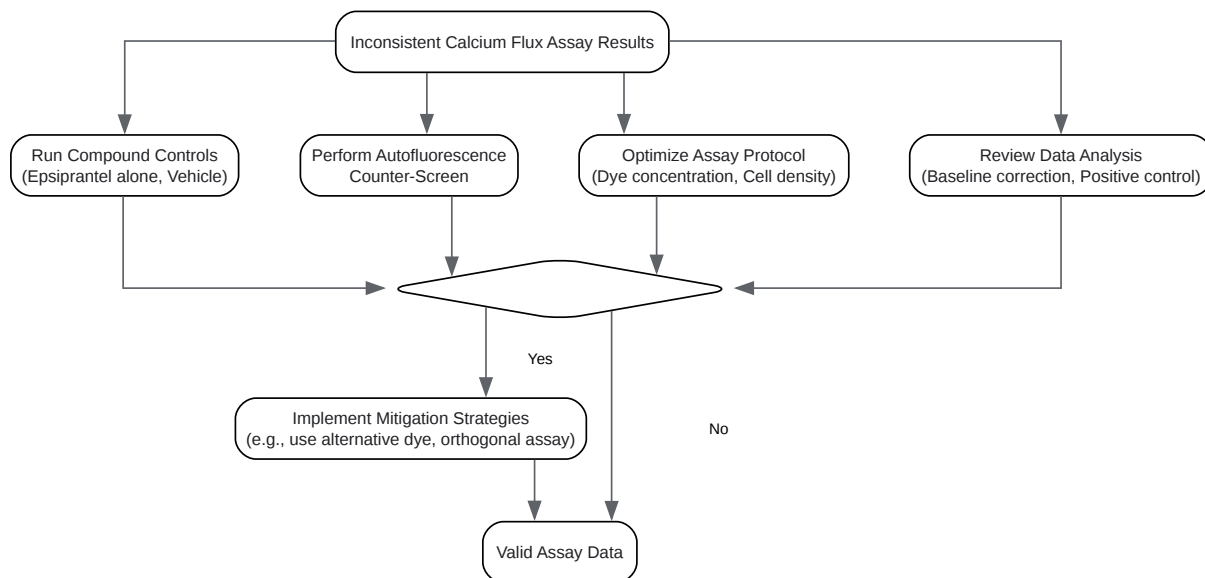 Inconsistent Calcium Flux Assay Results
Run Compound Controls
(Epsiprantel alone, Vehicle)
Perform Autofluorescence
Counter-Screen
Optimize Assay Protocol
(Dye concentration, Cell density)
Review Data Analysis
(Baseline correction, Positive control)
Yes
Implement Mitigation Strategies
(e.g., use alternative dye, orthogonal assay)
No
Valid Assay Data